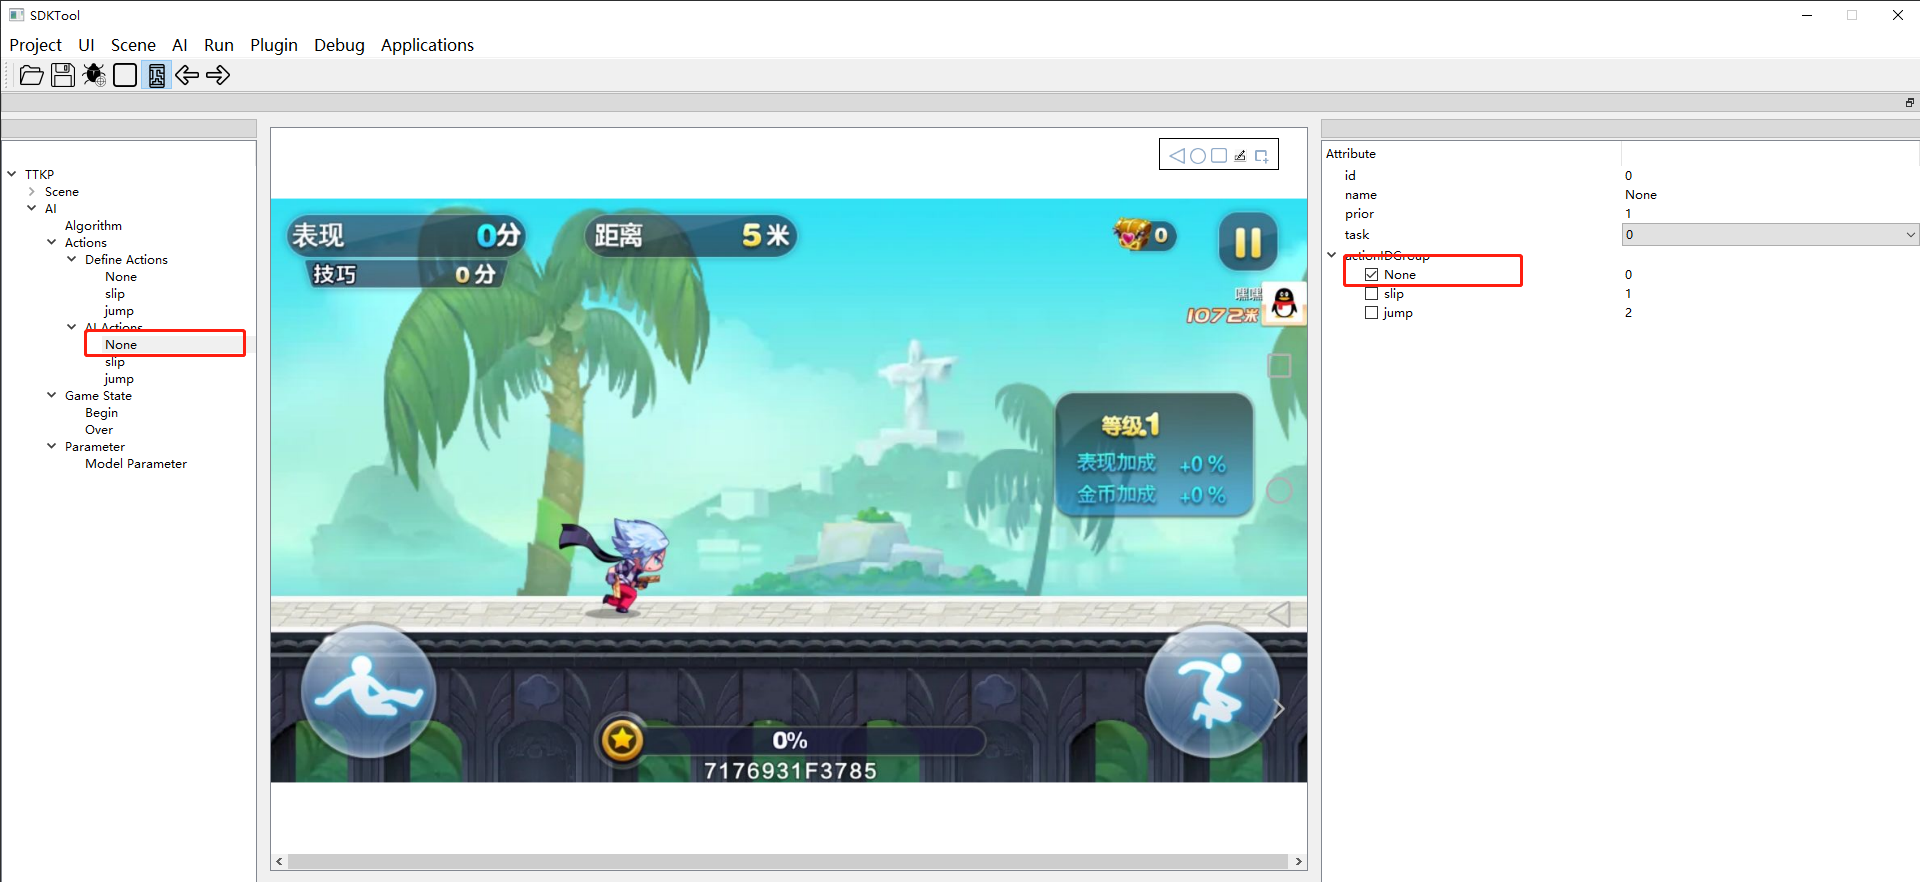 SDKTool
Project UI Scene AI Run Plugin Debug Applications
TTKP
Scene
AI
Algorithm
Actions
Define Actions
None
slip
jump
AI Actions
None
slip
jump
Game State
Begin
Over
Parameter
Model Parameter
表现 0分
技巧 0分
距离 5米
0
嘿嘿
1072米
等级1
表现加成 +0%
金币加成 +0%
0%
7176931F3785
Attribute
id 0
name None
prior 1
task 0
actionIDGroup
None 0
slip 1
jump 2